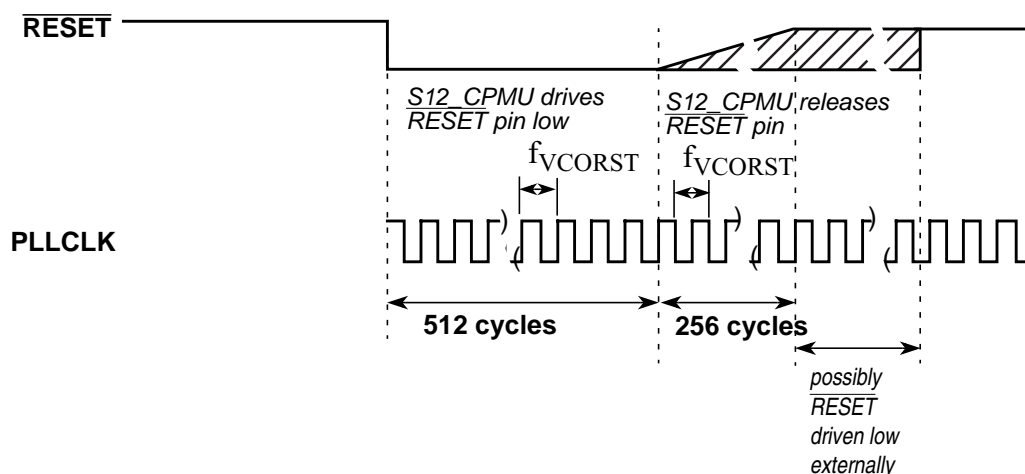 RESET
S12_CPMU drives
RESET pin low
S12_CPMU releases
RESET pin
fVCORST
fVCORST
PLLCLK
512 cycles
256 cycles
possibly
RESET
driven low
externally